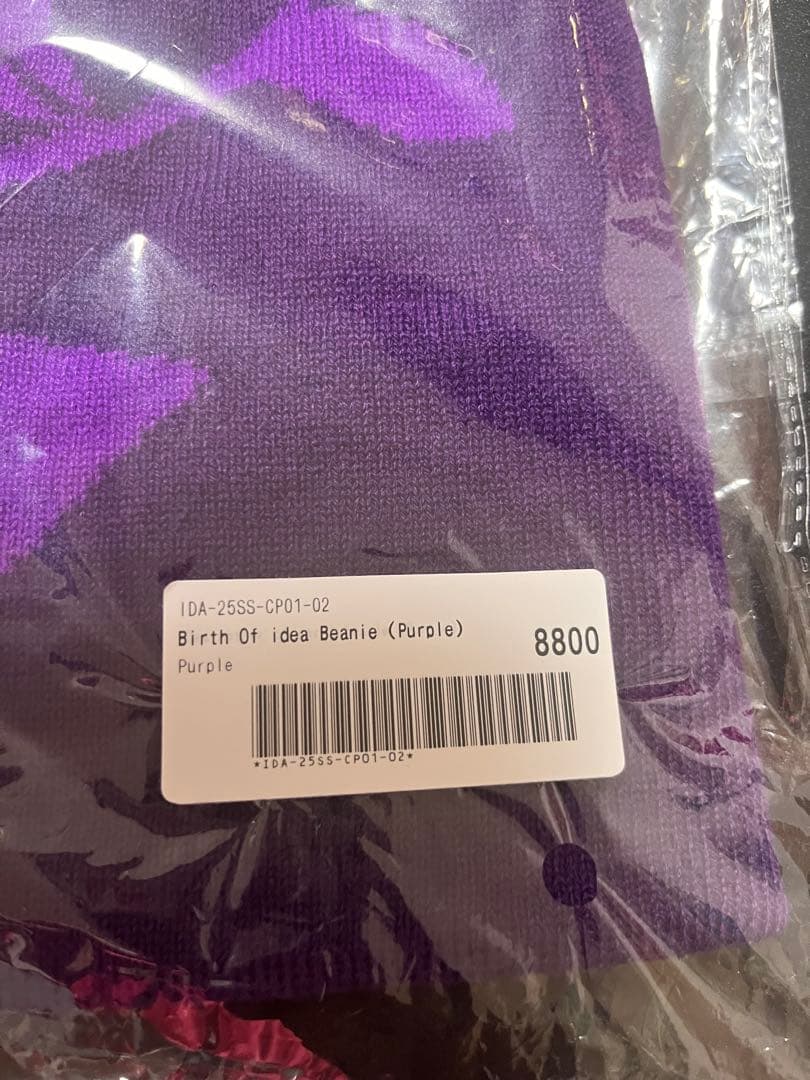 IDA-25SS-CP01-02
Birth Of idea Beanie (Purple)
8800
Purple
*IDA-25SS-CP01-02*